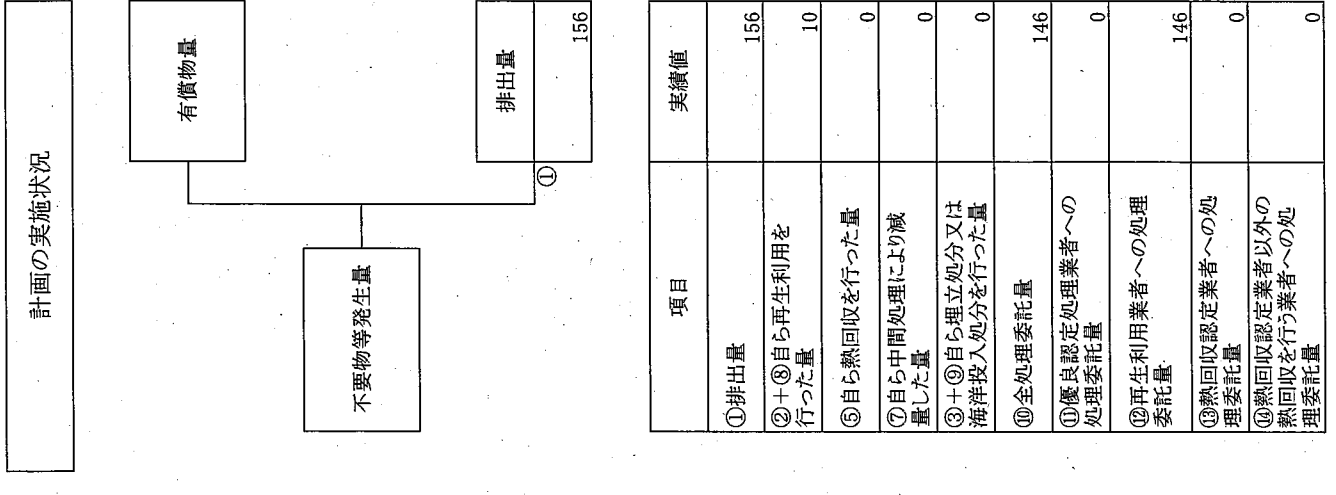 計画の実施状況
有償物量
不要物等発生量
排出量
①
156
項目
実績値
①排出量
156
②+⑧自ら再生利用を
行った量
10
⑤自ら熱回収を行った量
0
⑦自ら中間処理により減
量した量
0
③+⑨自ら埋立処分又は
海洋投入処分を行った量
0
⑩全処理委託量
146
⑪優良認定処理業者への
処理委託量
0
⑫再生利用業者への処理
委託量
146
⑬熱回収認定業者への処
理委託量
0
⑭熱回収認定業者以外の
熱回収を行う業者への処
理委託量
0